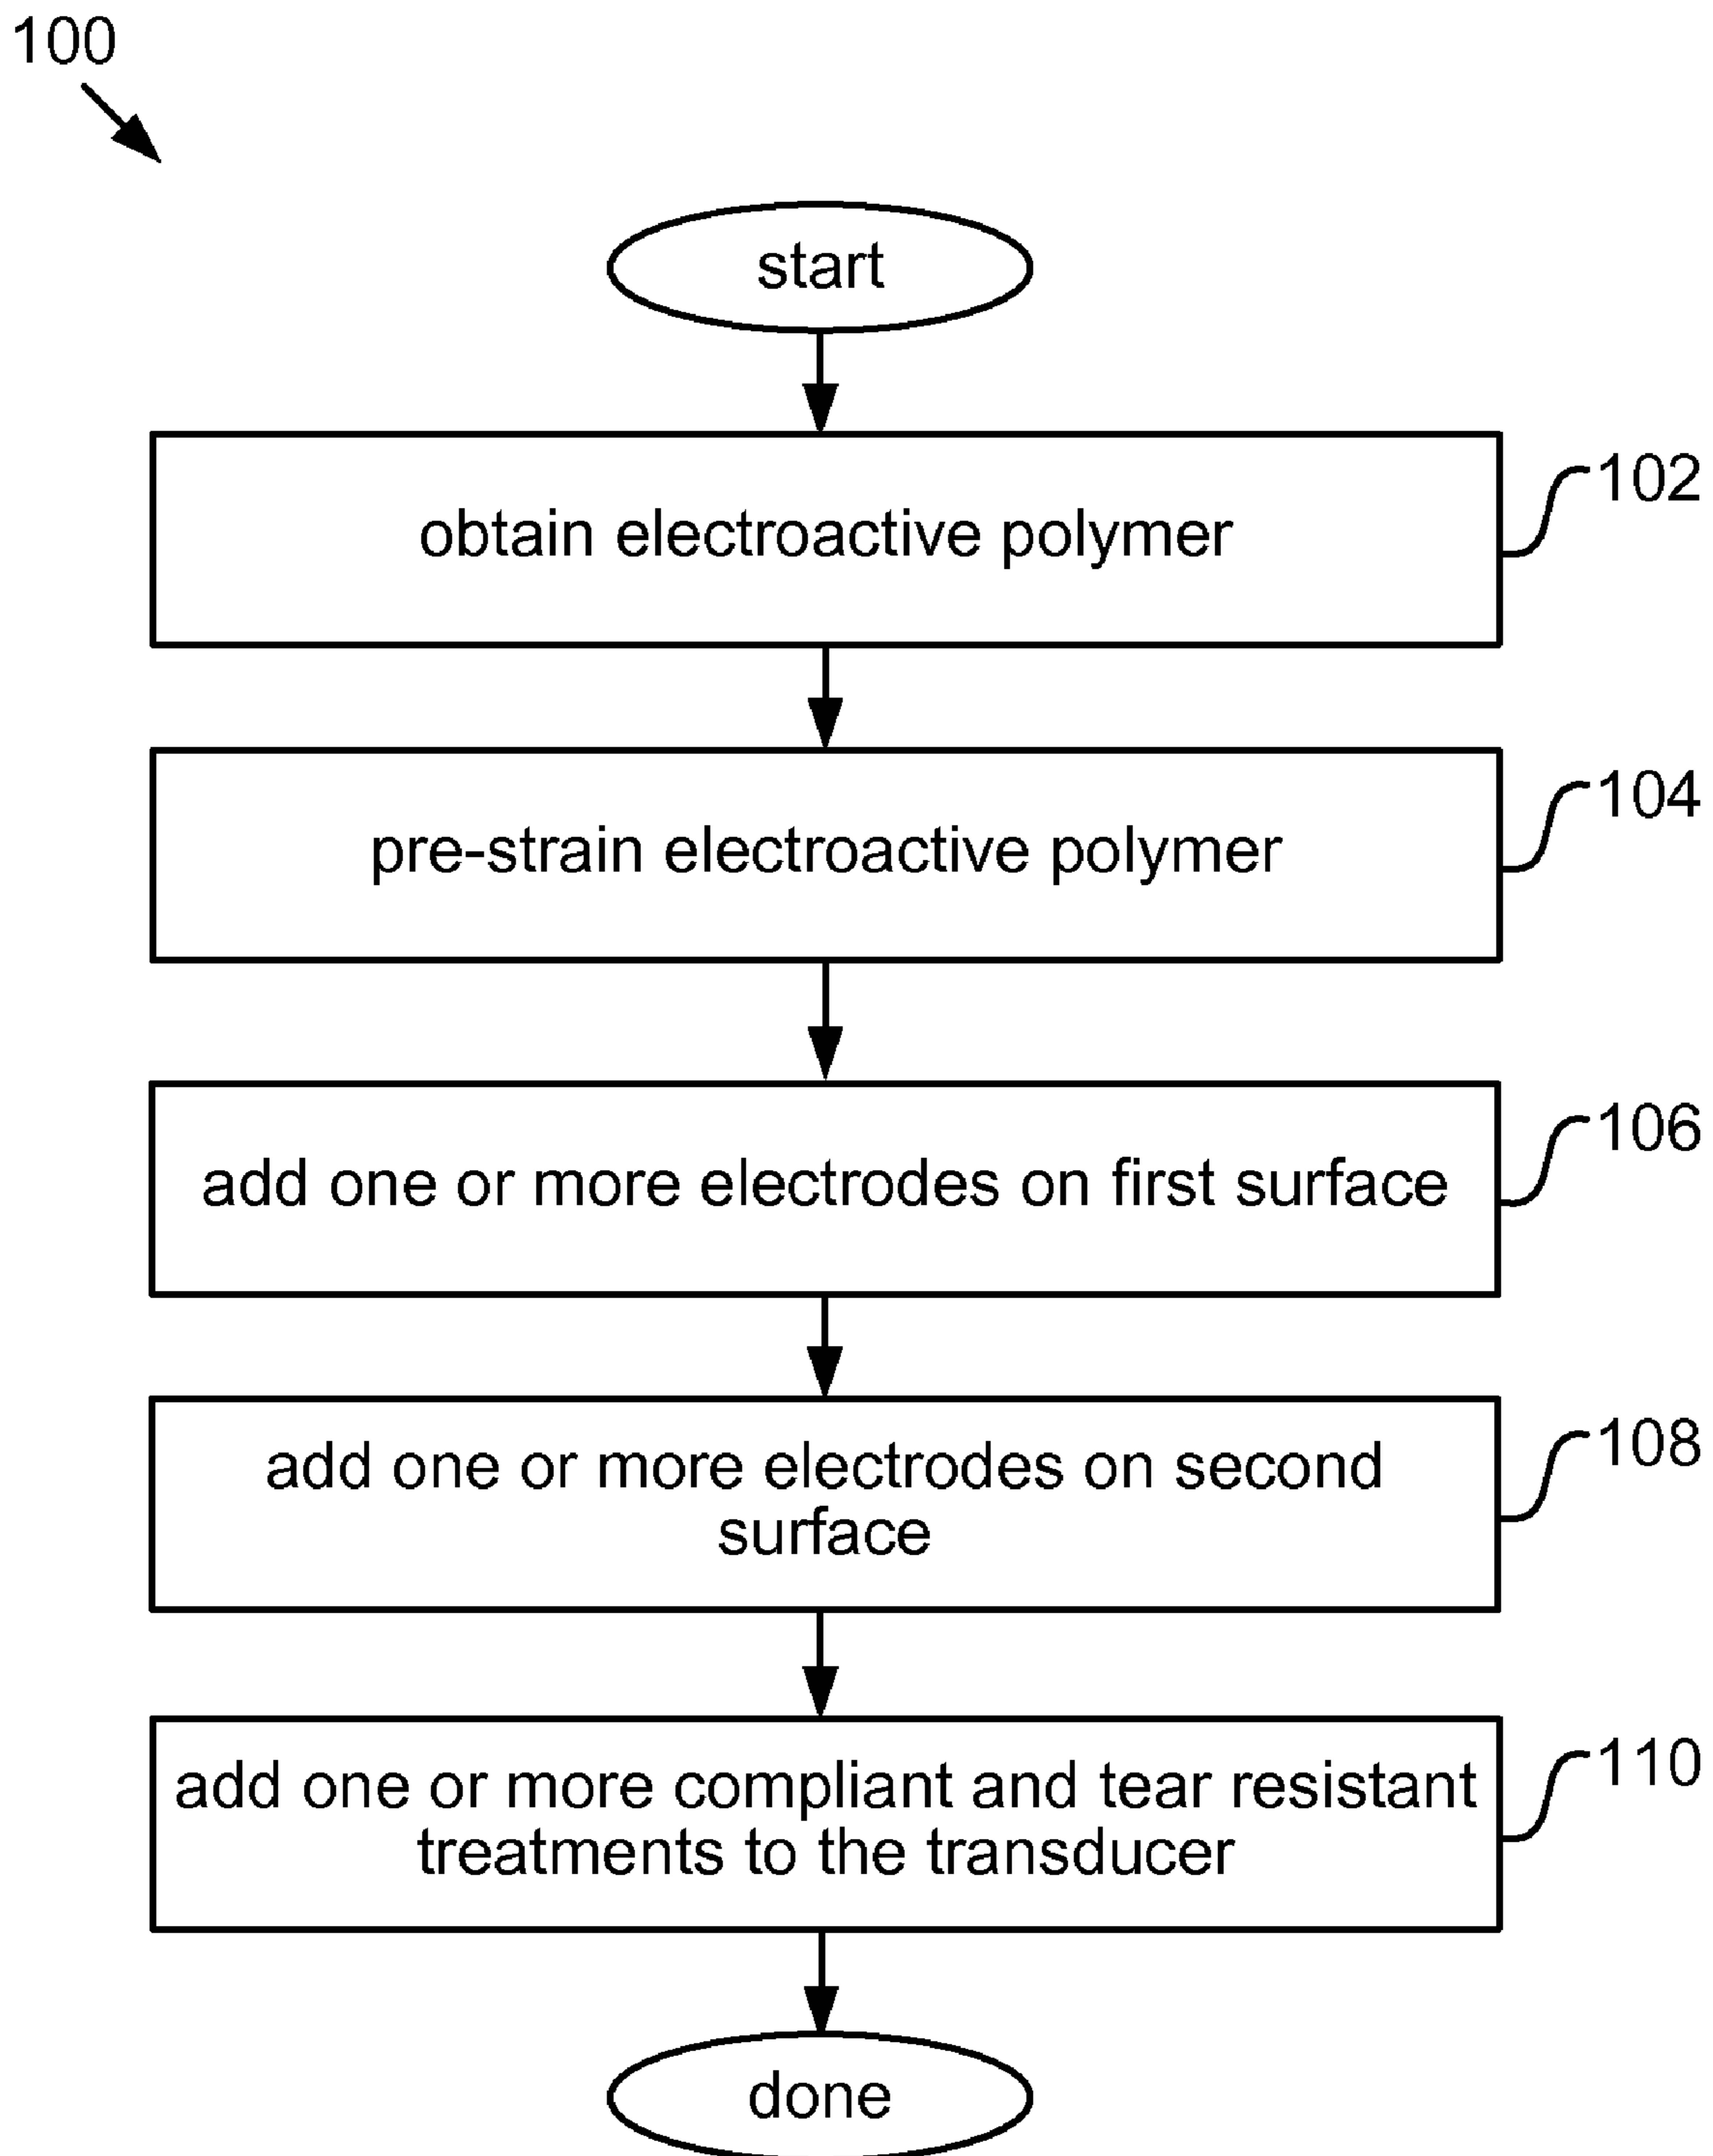 100
start
obtain electroactive polymer
102
pre-strain electroactive polymer
104
add one or more electrodes on first surface
106
add one or more electrodes on second
surface
108
add one or more compliant and tear resistant
treatments to the transducer
110
done